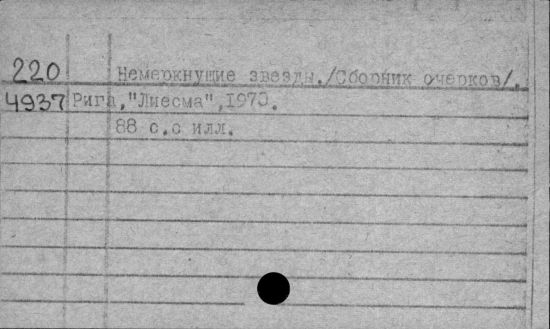 220 Немеркнущие звезды./Сборник очерков/.
4937 Рига,"Лиесма",1970.
88 с.с илл.